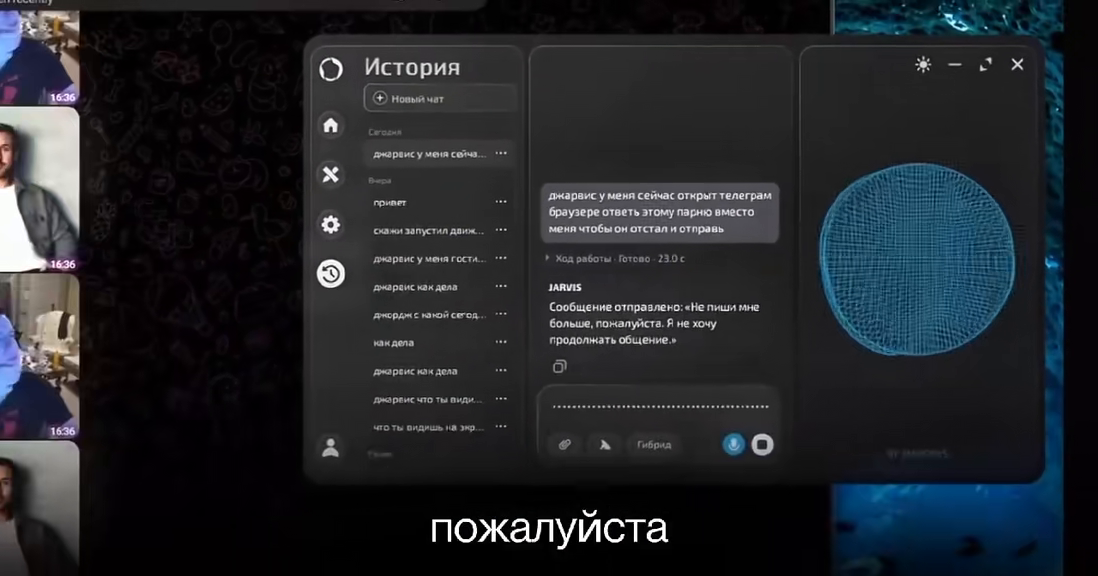 16:36
16:36
16:36
История
Новый чат
Сегодня
джарвис у меня сейча...
Вчера
привет
скажи запустил движ...
джарвис у меня гости...
джарвис как дела
джордж с какой сегод...
как дела
джарвис как дела
джарвис что ты види...
что ты видишь на экр...
джарвис у меня сейчас открыт телеграм
браузере ответь этому парню вместо
меня чтобы он отстал и отправь
Ход работы · Готово · 23.0 с
JARVIS
Сообщение отправлено: «Не пиши мне
больше, пожалуйста. Я не хочу
продолжать общение.»
Гибрид
пожалуйста